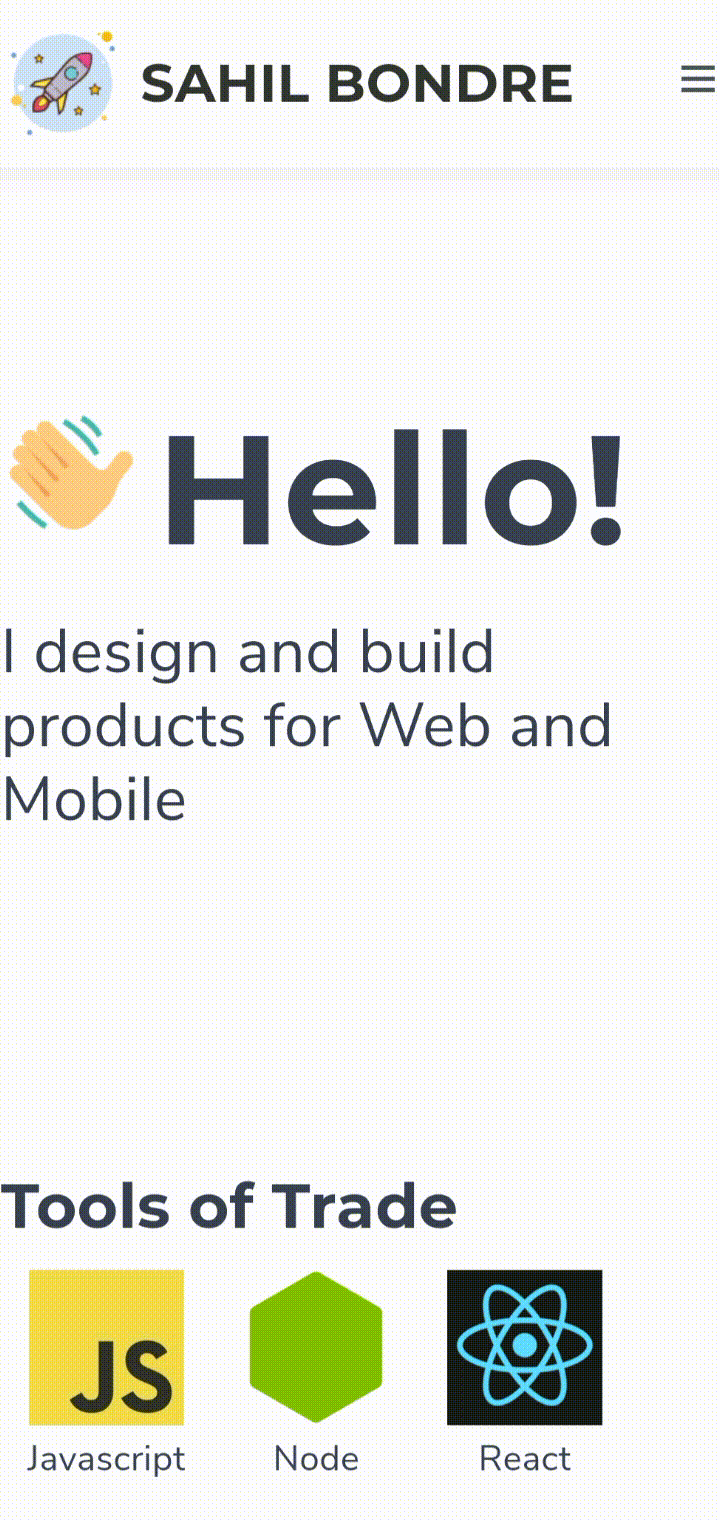 SAHIL BONDRE
Hello!
I design and build
products for Web and
Mobile
Tools of Trade
JS
Javascript Node React